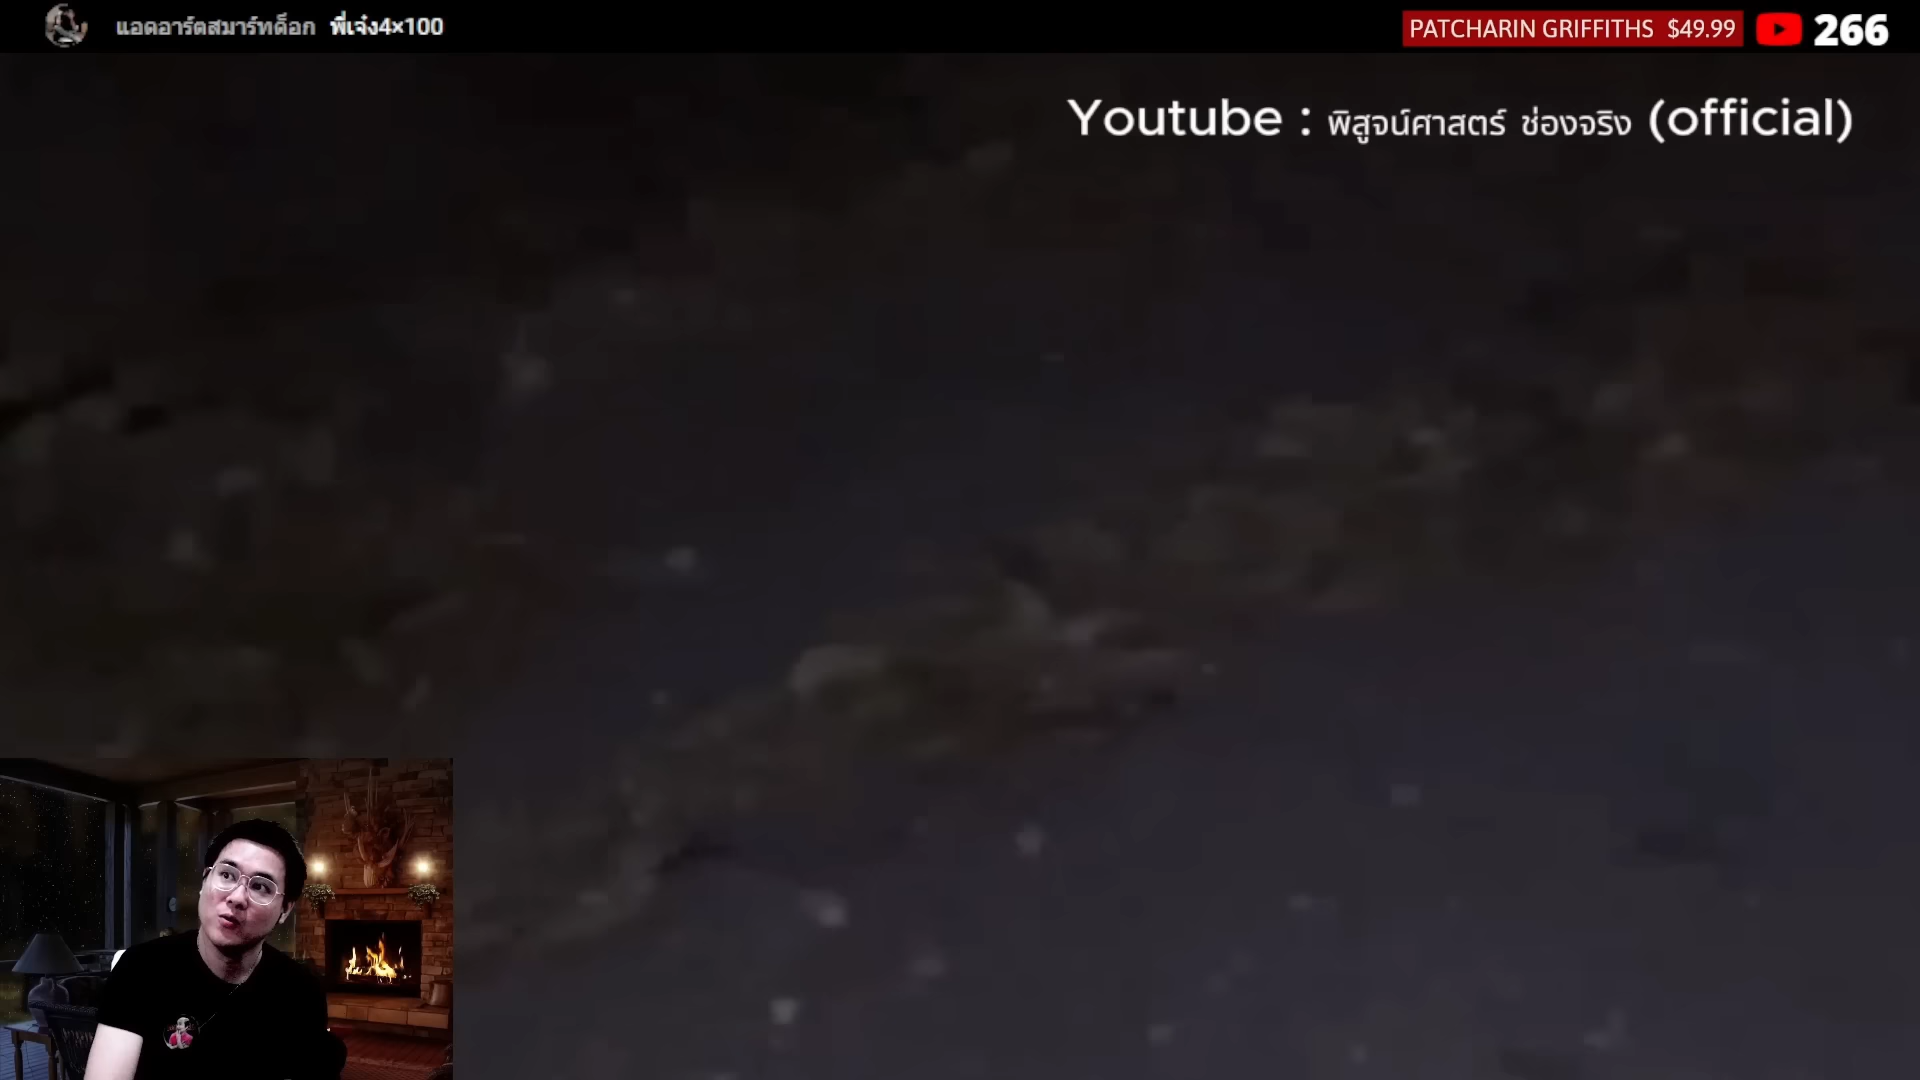 แอดอาร์ตสมาร์ทด็อก พี่เจ๋ง4×100
PATCHARIN GRIFFITHS $49.99
266
Youtube : พิสูจน์ศาสตร์ ช่องจริง (official)